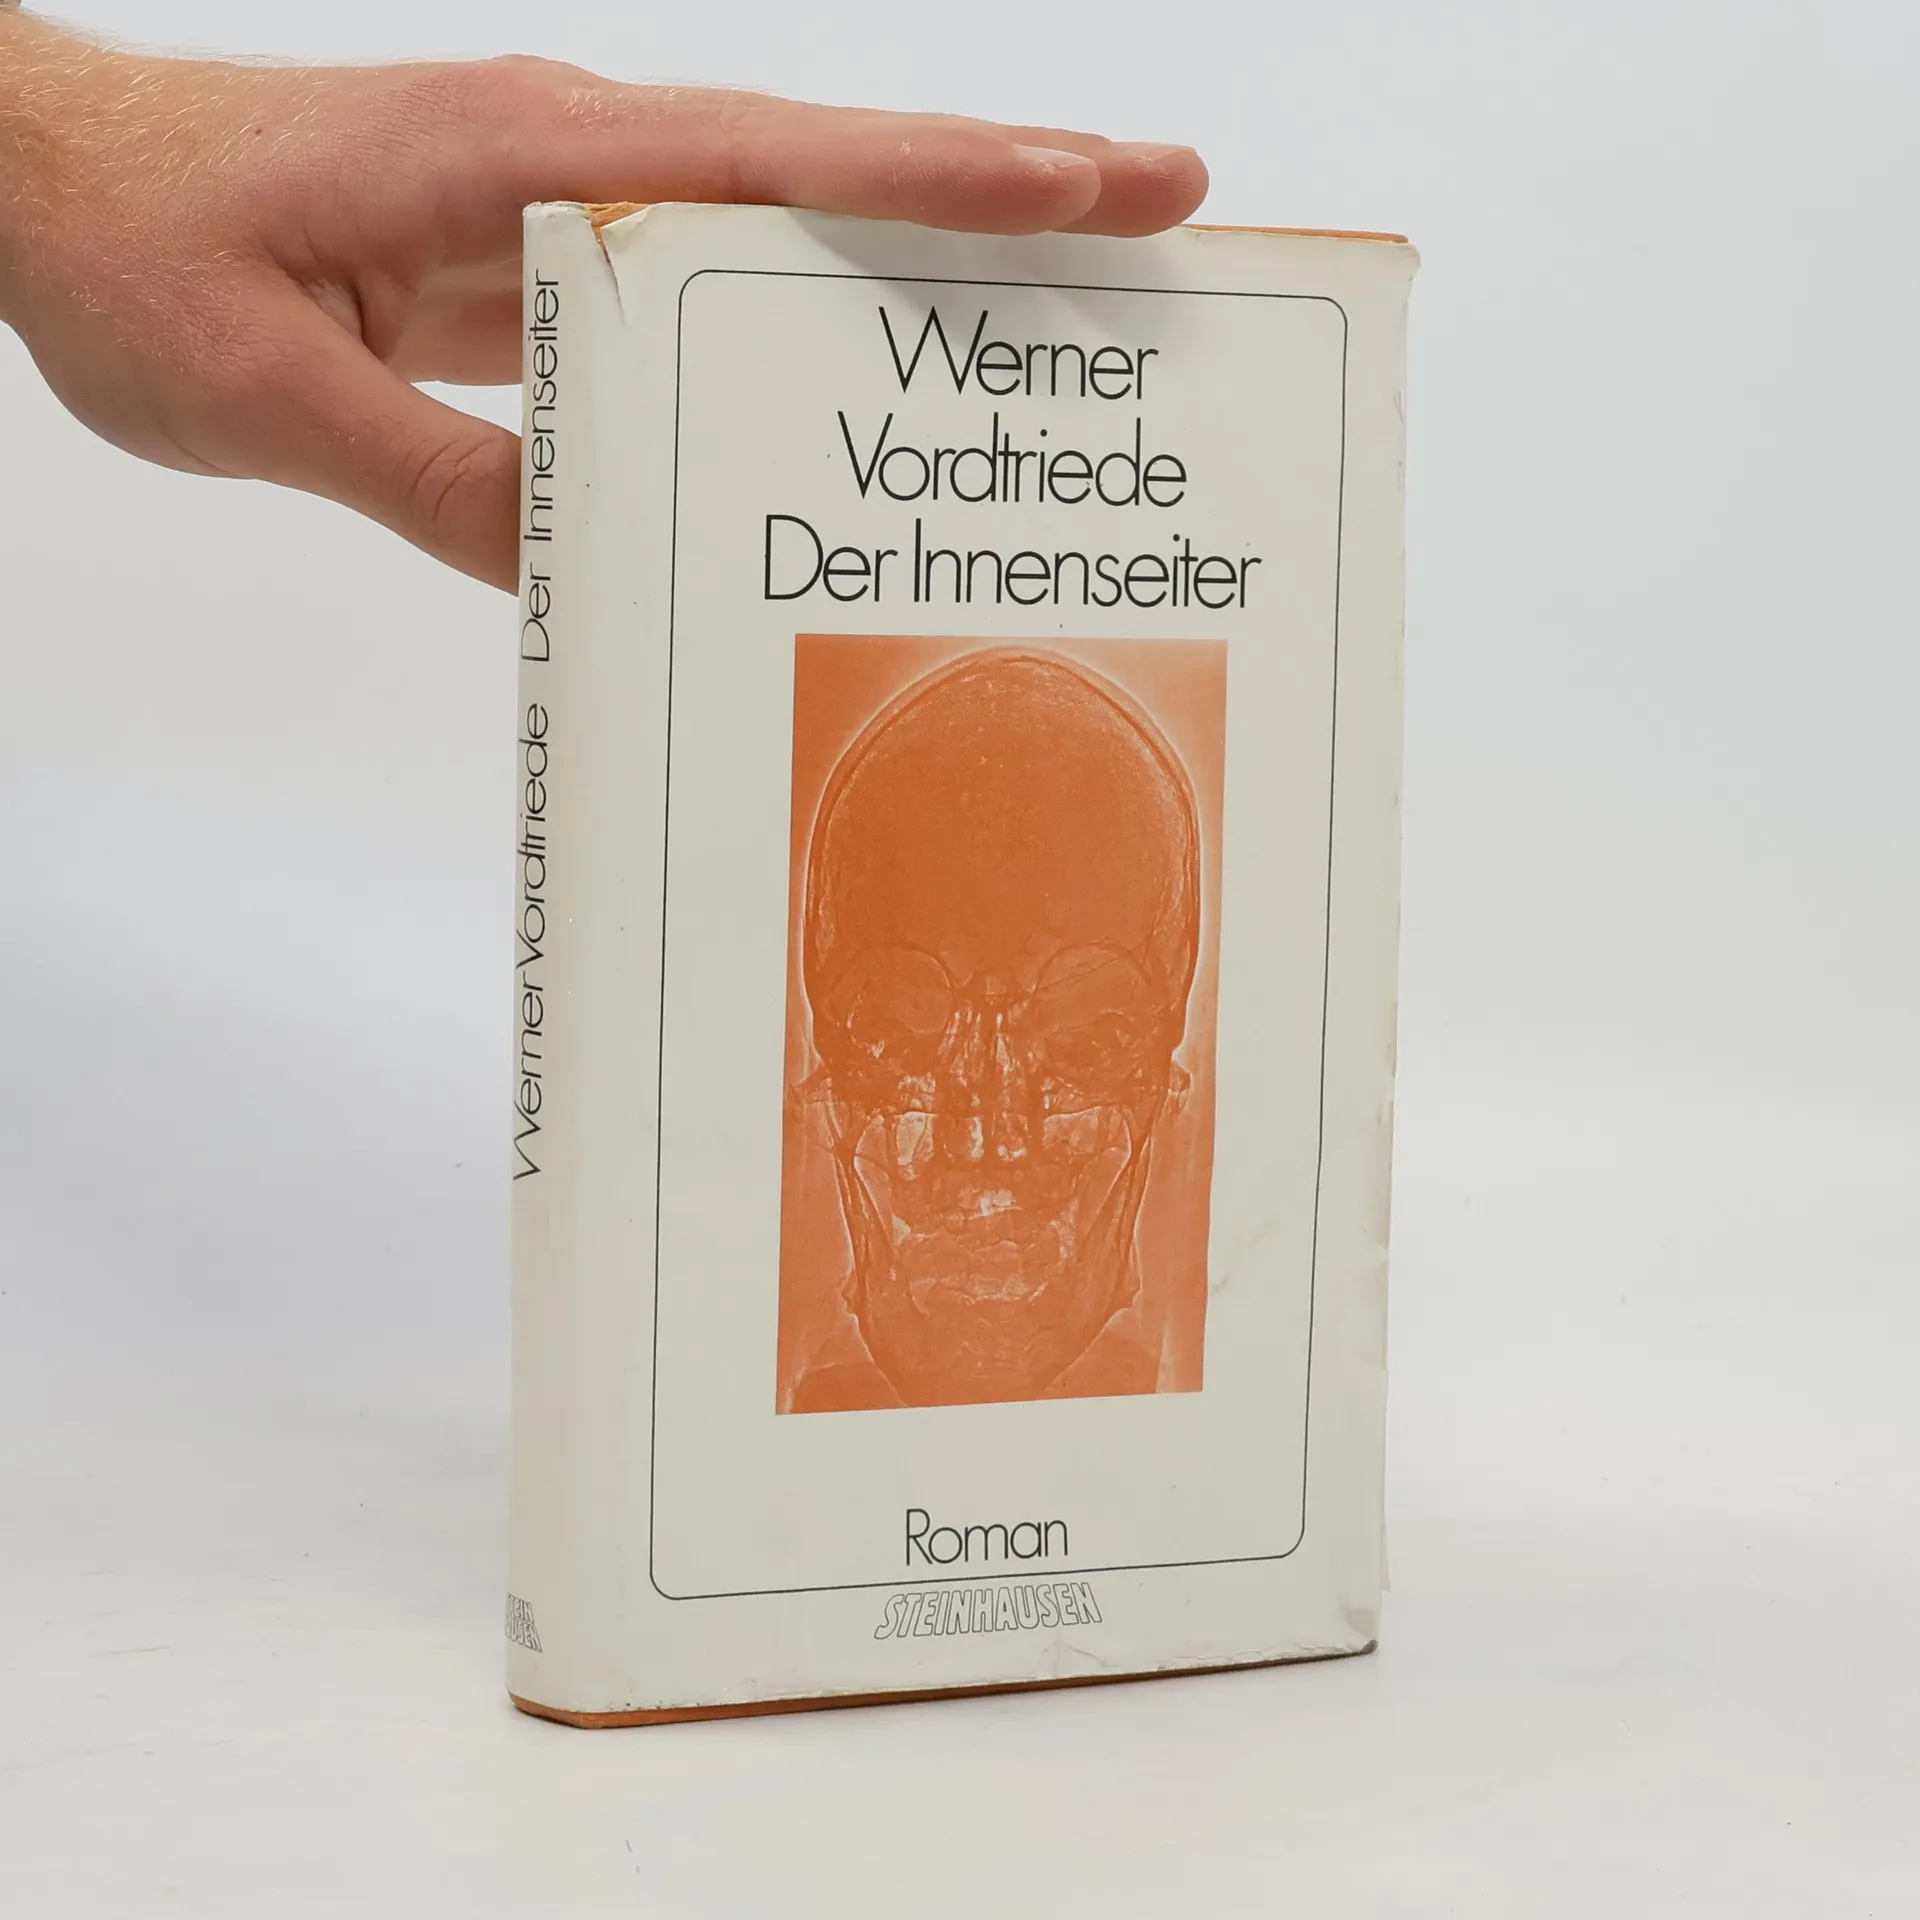 Werner
Vordtriede
Der Innenseiter
Roman
STEINHAUSEN
Werner Vordtriede Der Innenseiter
STEIN
HAUSEN